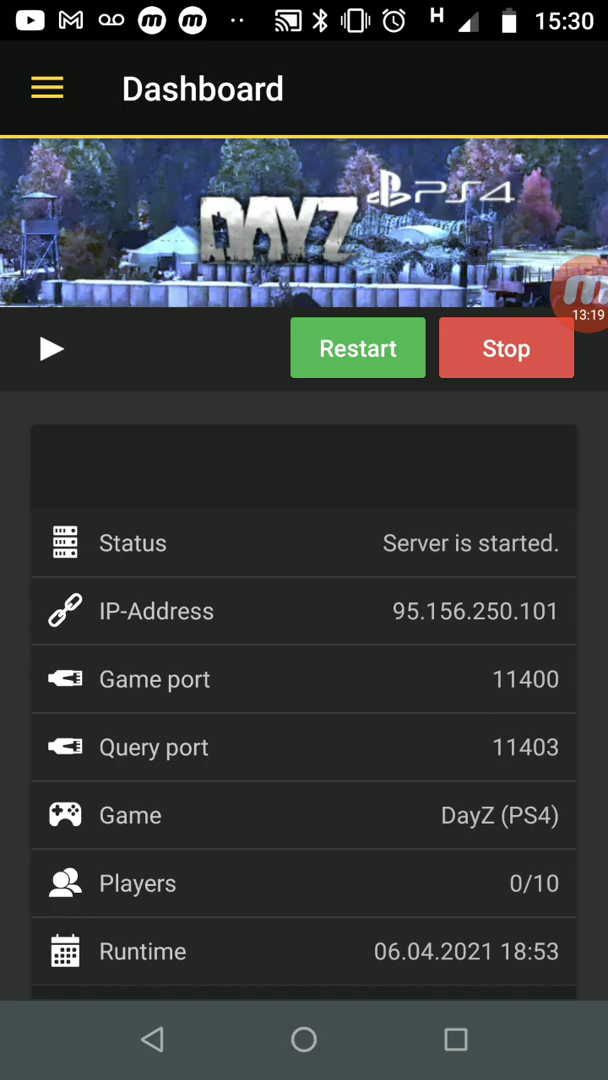 H 15:30
Dashboard
DAYZ PS4
13:19
Restart Stop
Status Server is started.
IP-Address 95.156.250.101
Game port 11400
Query port 11403
Game DayZ (PS4)
Players 0/10
Runtime 06.04.2021 18:53